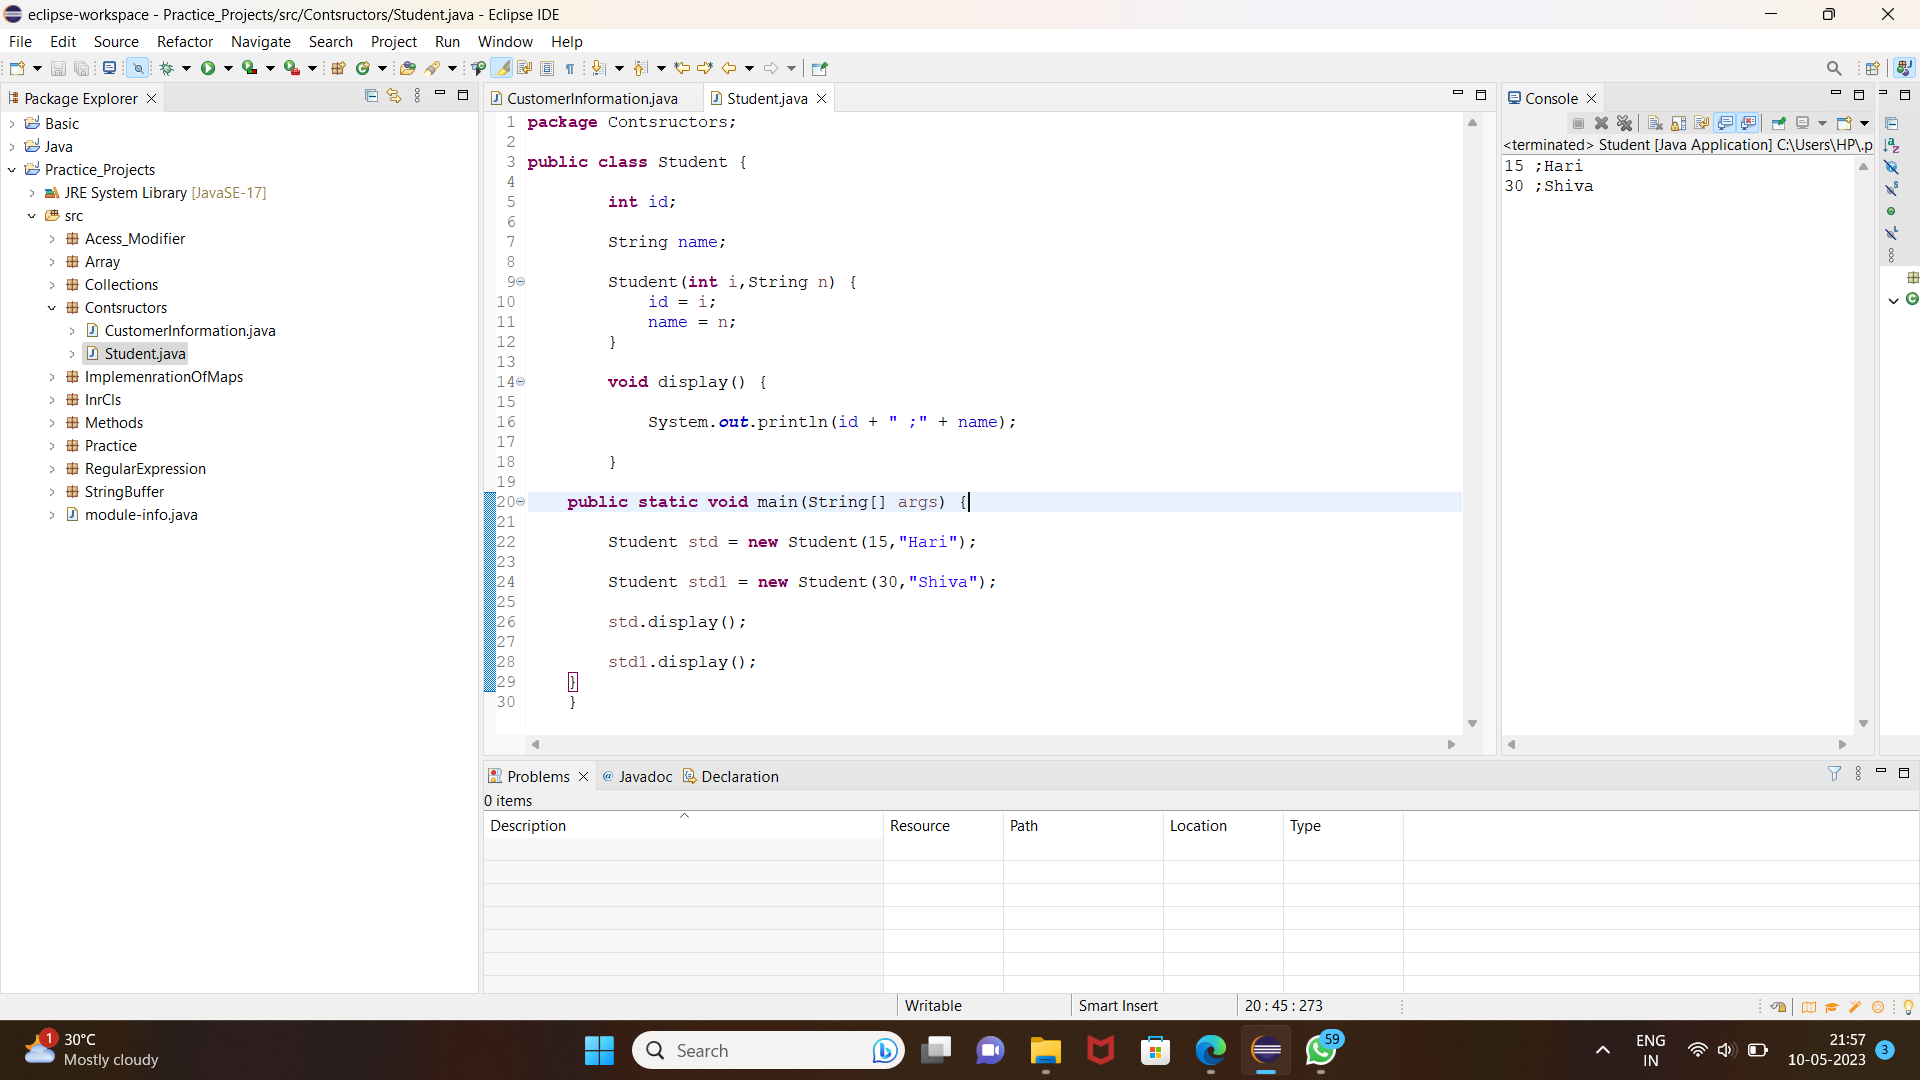 eclipse-workspace - Practice_Projects/src/Contsructors/Student.java - Eclipse IDE
File Edit Source Refactor Navigate Search Project Run Window Help
Package Explorer
Basic
Java
Practice_Projects
JRE System Library [JavaSE-17]
src
Acess_Modifier
Array
Collections
Contsructors
CustomerInformation.java
Student.java
ImplemenrationOfMaps
InrCls
Methods
Practice
RegularExpression
StringBuffer
module-info.java
CustomerInformation.java Student.java
1 package Contsructors;
2
3 public class Student {
4
5 int id;
6
7 String name;
8
9 Student(int i,String n) {
10 id = i;
11 name = n;
12 }
13
14 void display() {
15
16 System.out.println(id + " ;" + name);
17
18 }
19
20 public static void main(String[] args) {
21
22 Student std = new Student(15,"Hari");
23
24 Student std1 = new Student(30,"Shiva");
25
26 std.display();
27
28 std1.display();
29 }
30 }
Console
<terminated> Student [Java Application] C:\Users\HP\.p
15 ;Hari
30 ;Shiva
Problems @ Javadoc Declaration
0 items
Description Resource Path Location Type
Writable Smart Insert 20 : 45 : 273
1
30°C
Mostly cloudy
Search
59
ENG
IN
21:57
10-05-2023
3